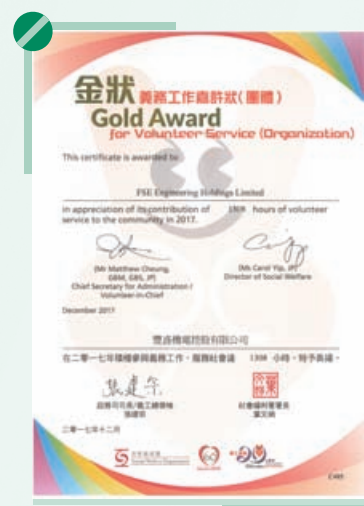 金狀 義務工作嘉許狀(團體)
Gold Award
for Volunteer Service (Organization)
This certificate is awarded to
FSE Engineering Holdings Limited
in appreciation of its contribution of 1308 hours of volunteer
service to the community in 2017.
(Mr Matthew Cheung,
GBM, GBS, JP)
Chief Secretary for Administration /
Volunteer-in-Chief
(Ms Carol Yip, JP)
Director of Social Welfare
December 2017
豐盛機電控股有限公司
在二零一七年積極參與義務工作,服務社會達 1308 小時,特予表揚。
張建宗
政務司司長/義工總領袖
張建宗
社會福利署署長
葉文娟
二零一七年十二月